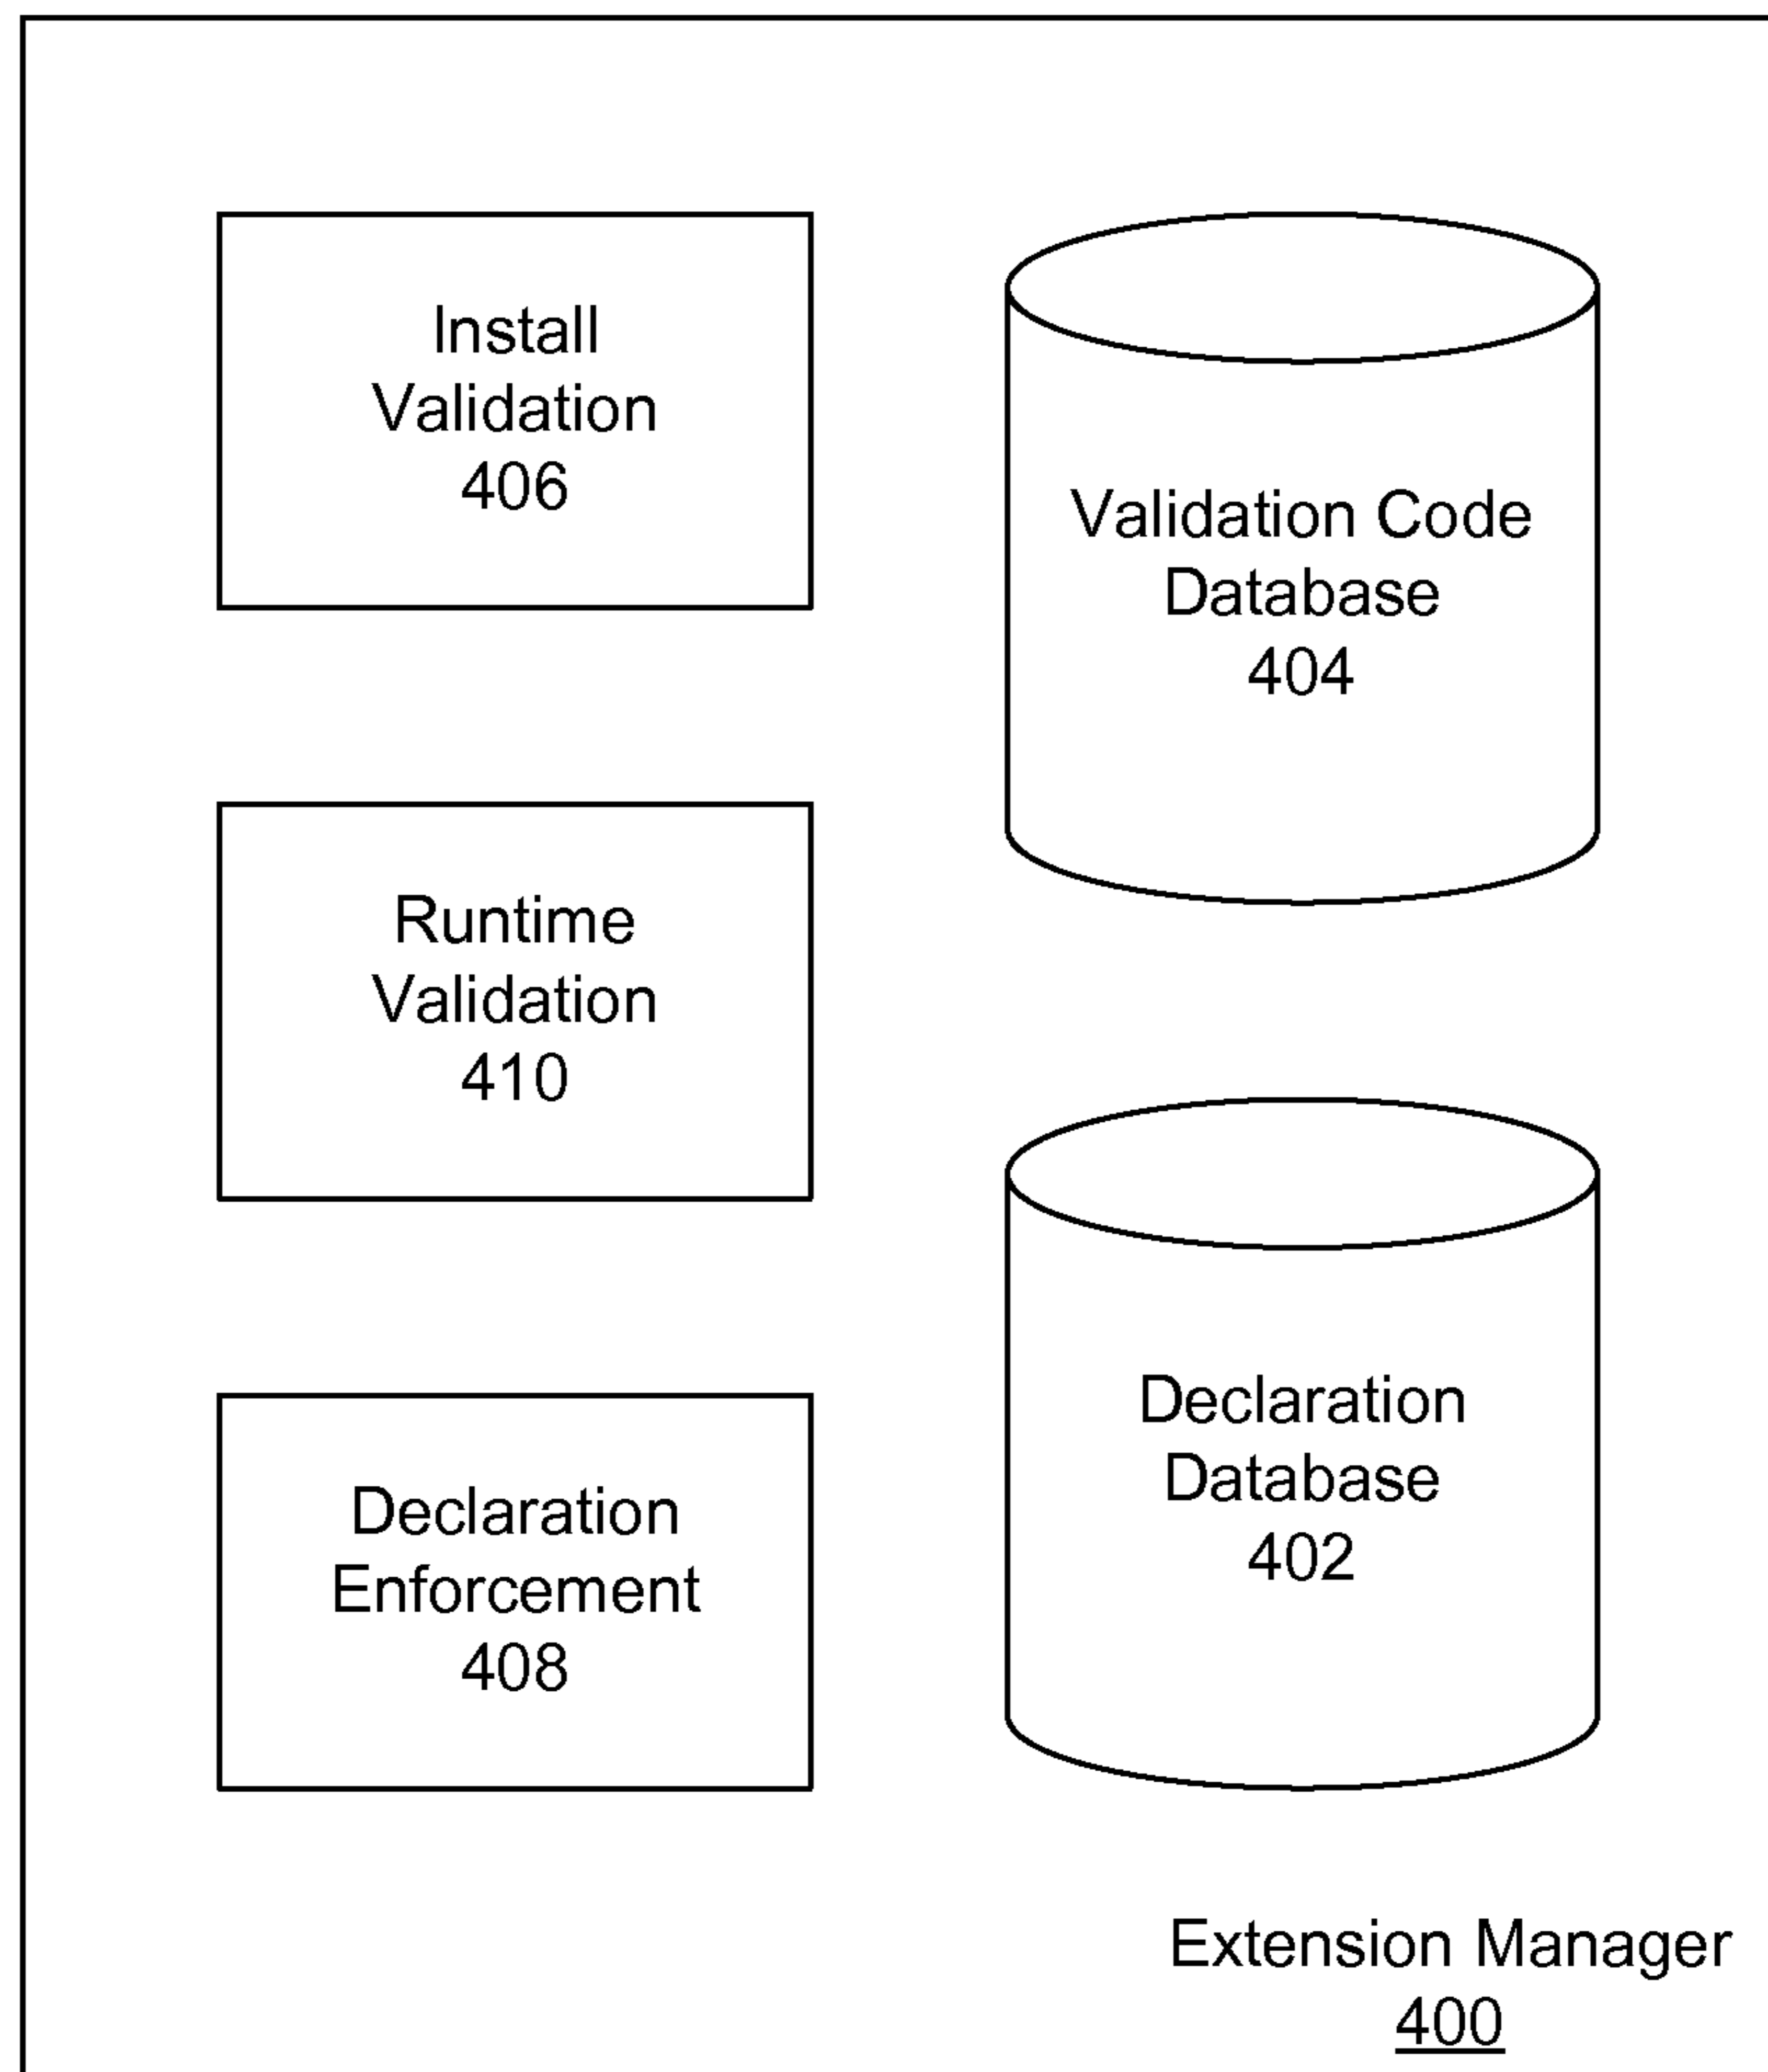 Install
Validation
406
Validation Code
Database
404
Runtime
Validation
410
Declaration
Database
402
Declaration
Enforcement
408
Extension Manager
400